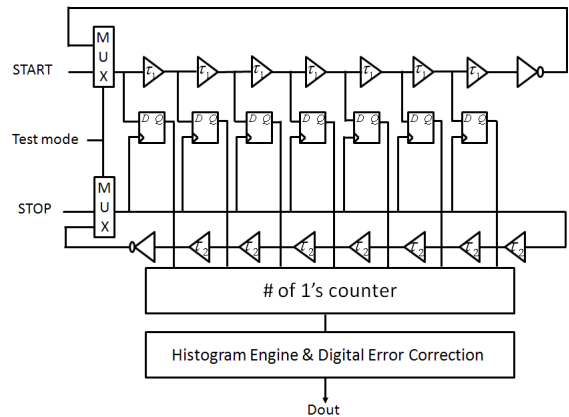 MUX
START
τ1 τ1 τ1 τ1 τ1 τ1 τ1
D Q D Q D Q D Q D Q D Q D Q
Test mode
MUX
STOP
τ2 τ2 τ2 τ2 τ2 τ2 τ2
# of 1's counter
Histogram Engine & Digital Error Correction
Dout